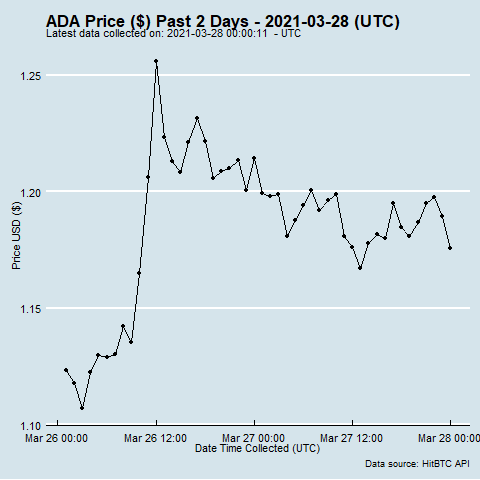 ADA Price ($) Past 2 Days - 2021-03-28 (UTC)
Latest data collected on: 2021-03-28 00:00:11 - UTC
1.25
1.20
1.15
1.10
Price USD ($)
Mar 26 00:00 Mar 26 12:00 Mar 27 00:00 Mar 27 12:00 Mar 28 00:00
Date Time Collected (UTC)
Data source: HitBTC API